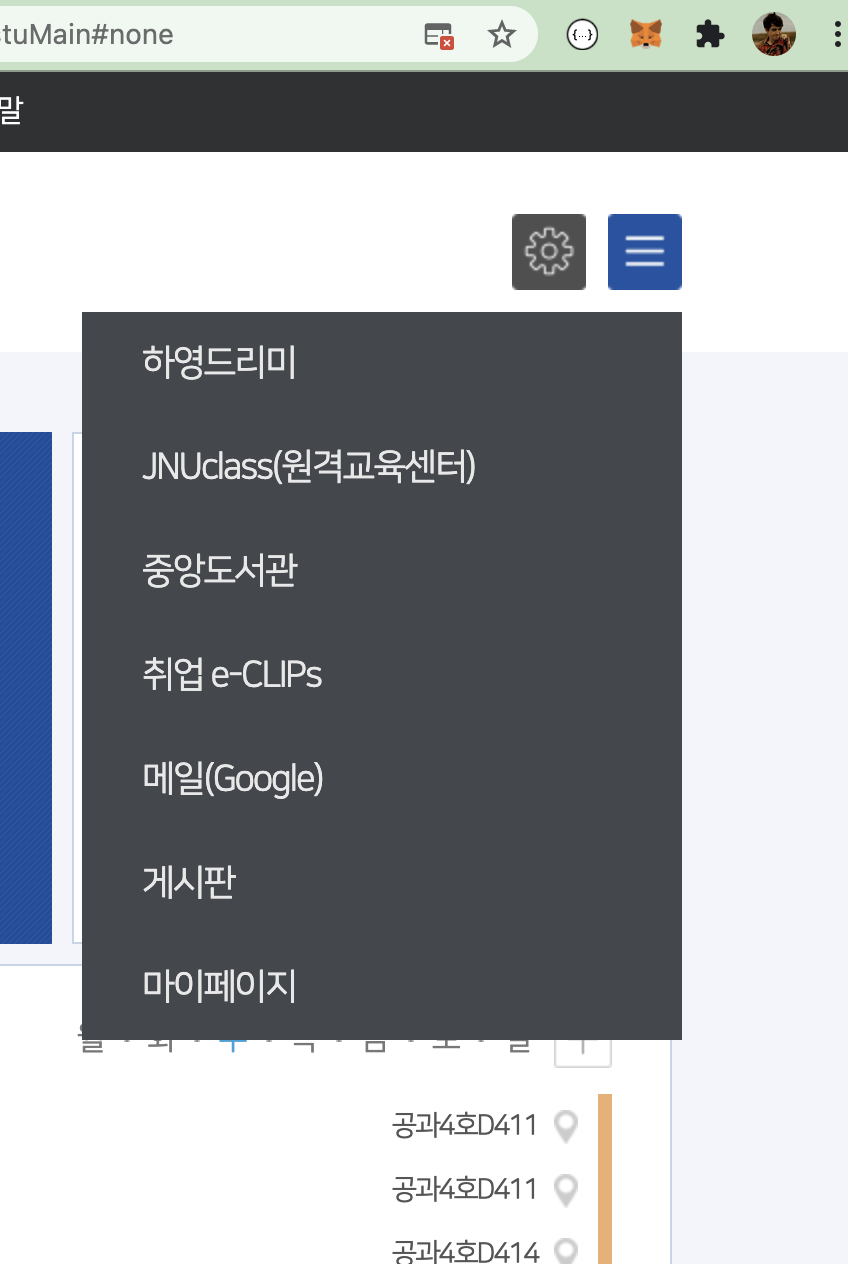 tuMain#none
{...}
말
하영드리미
JNUclass(원격교육센터)
중앙도서관
취업 e-CLIPs
메일(Google)
게시판
마이페이지
공과4호D411
공과4호D411
공과4호D414